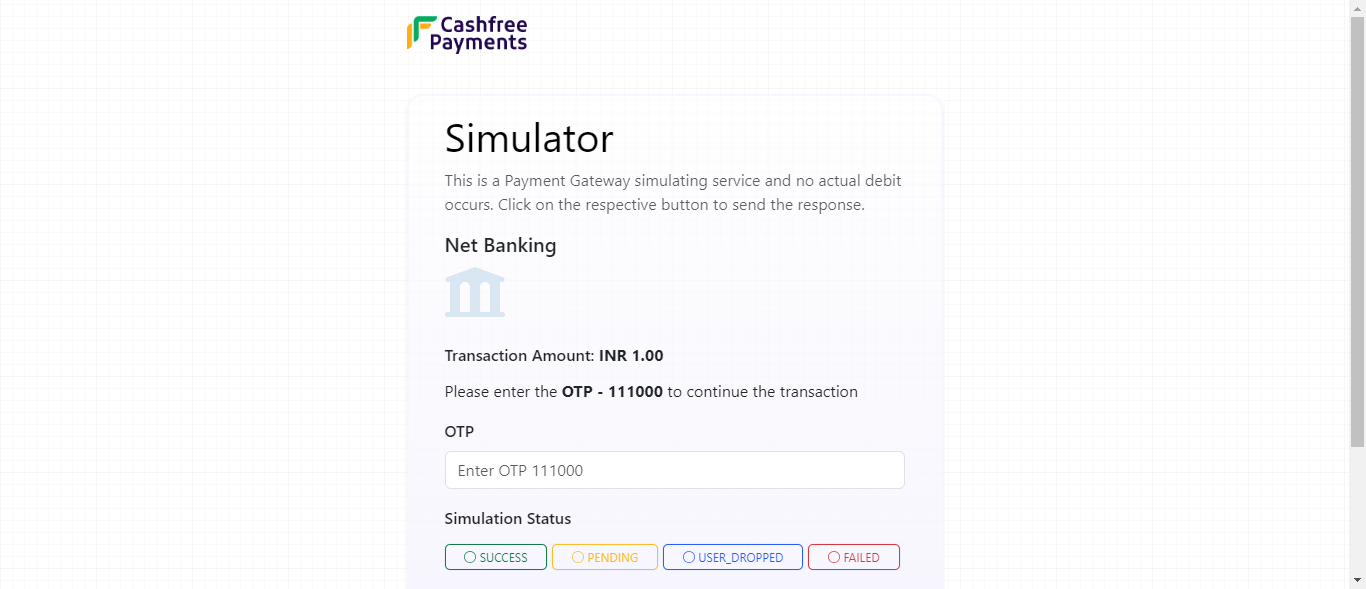 Cashfree
Payments
Simulator
This is a Payment Gateway simulating service and no actual debit
occurs. Click on the respective button to send the response.
Net Banking
Transaction Amount: INR 1.00
Please enter the OTP - 111000 to continue the transaction
OTP
Enter OTP 111000
Simulation Status
SUCCESS PENDING USER_DROPPED FAILED